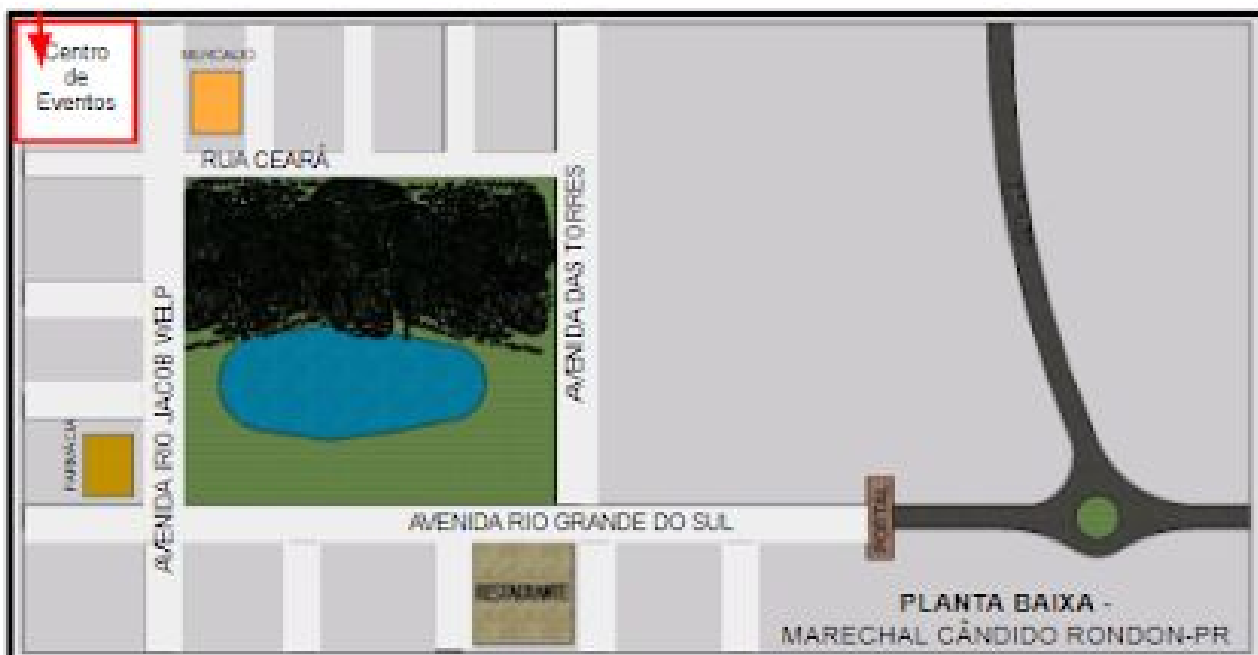 Centro
de
Eventos
MERCADO
RUA CEARÁ
AVENIDA DAS TORRES
AVENIDA IRIO JACOB WELP
FARMÁCIA
AVENIDA RIO GRANDE DO SUL
PORTAL
RESTAURANTE
PLANTA BAIXA -
MARECHAL CÂNDIDO RONDON-PR